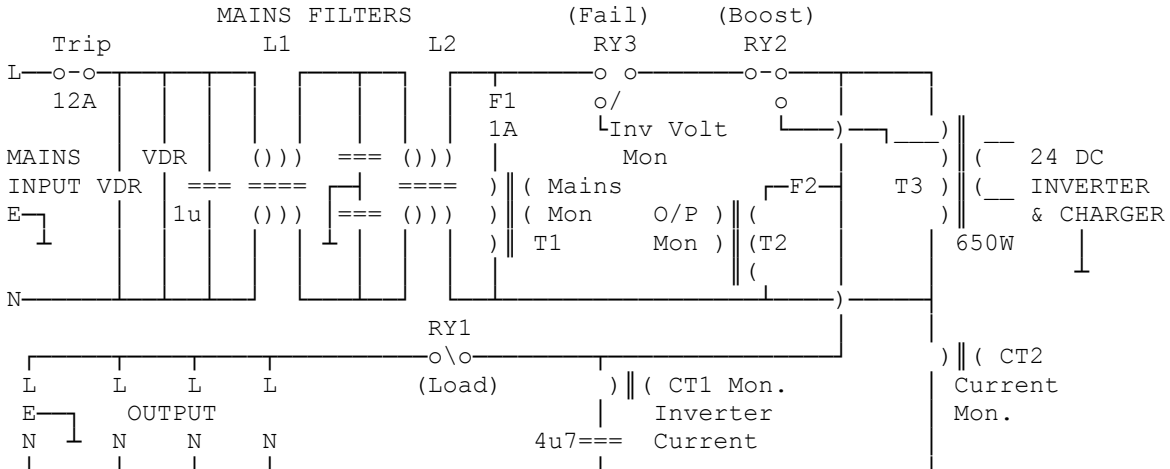 MAINS FILTERS (Fail) (Boost)
Trip L1 L2 RY3 RY2
L
12A F1
1A Inv Volt
MAINS VDR Mon 24 DC
INPUT VDR Mains F2 T3 INVERTER
E 1u Mon O/P & CHARGER
T1 Mon T2 650W
N
RY1
CT2
L L L L (Load) CT1 Mon. Current
E OUTPUT Inverter Mon.
N N N N 4u7 Current